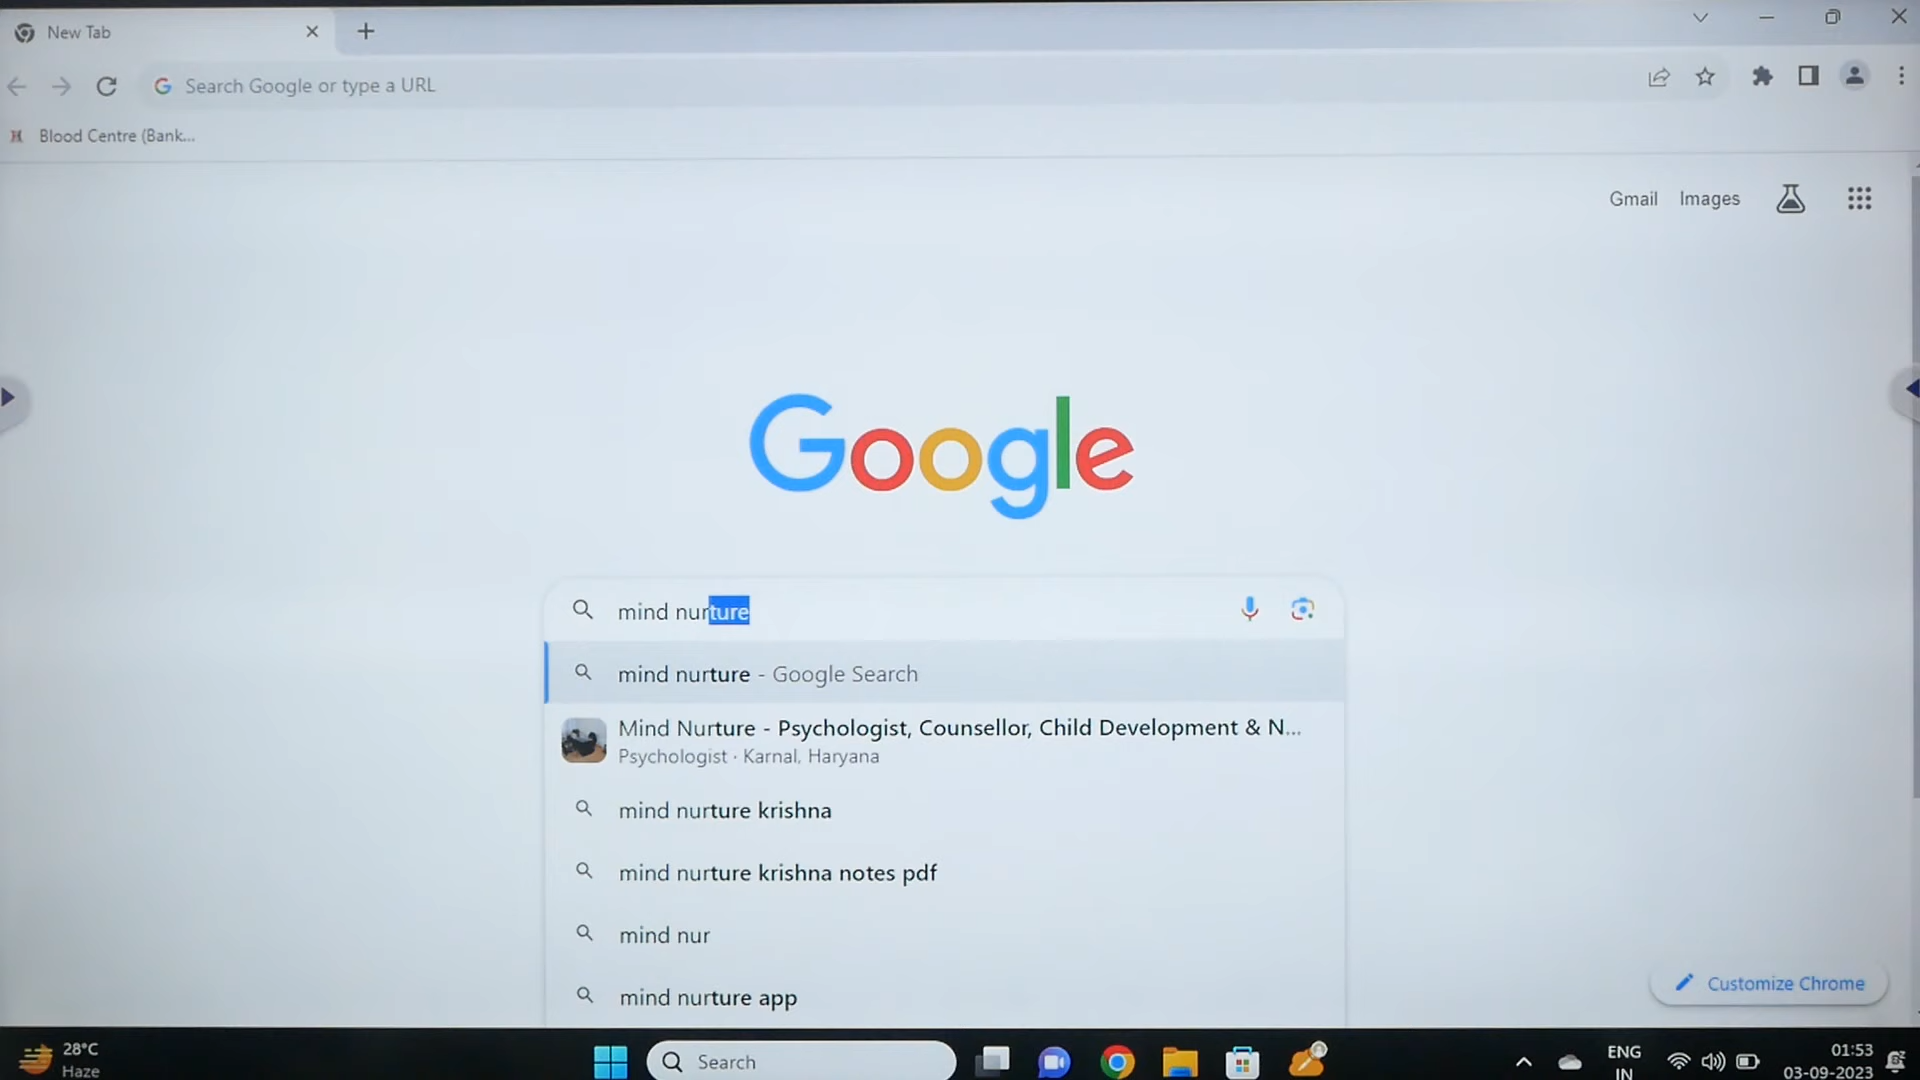 New Tab
Search Google or type a URL
Blood Centre (Bank...
Gmail Images
Google
mind nurture
mind nurture - Google Search
Mind Nurture - Psychologist, Counsellor, Child Development & N...
Psychologist · Karnal, Haryana
mind nurture krishna
mind nurture krishna notes pdf
mind nur
mind nurture app
Customize Chrome
28°C
Haze
Search
ENG
IN
01:53
03-09-2023